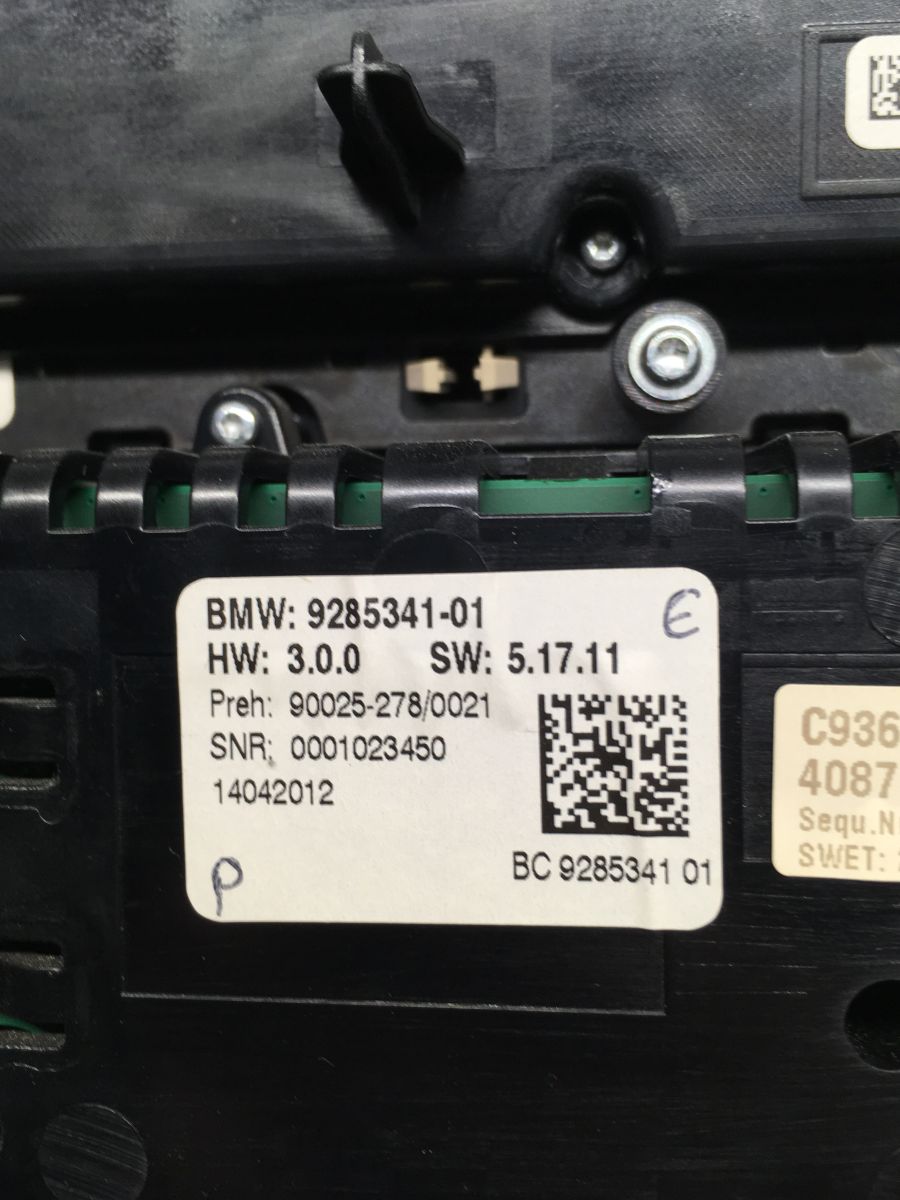 BMW: 9285341-01
E
HW: 3.0.0 SW: 5.17.11
Preh: 90025-278/0021
SNR: 0001023450
14042012
P
BC 9285341 01
C936
4087
Sequ.N
SWET: